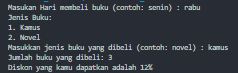 Masukan Hari membeli buku (contoh: senin) : rabu
Jenis Buku:
1. Kamus
2. Novel
Masukkan jenis buku yang dibeli (contoh: novel) : kamus
Jumlah buku yang dibeli: 3
Diskon yang kamu dapatkan adalah 12%